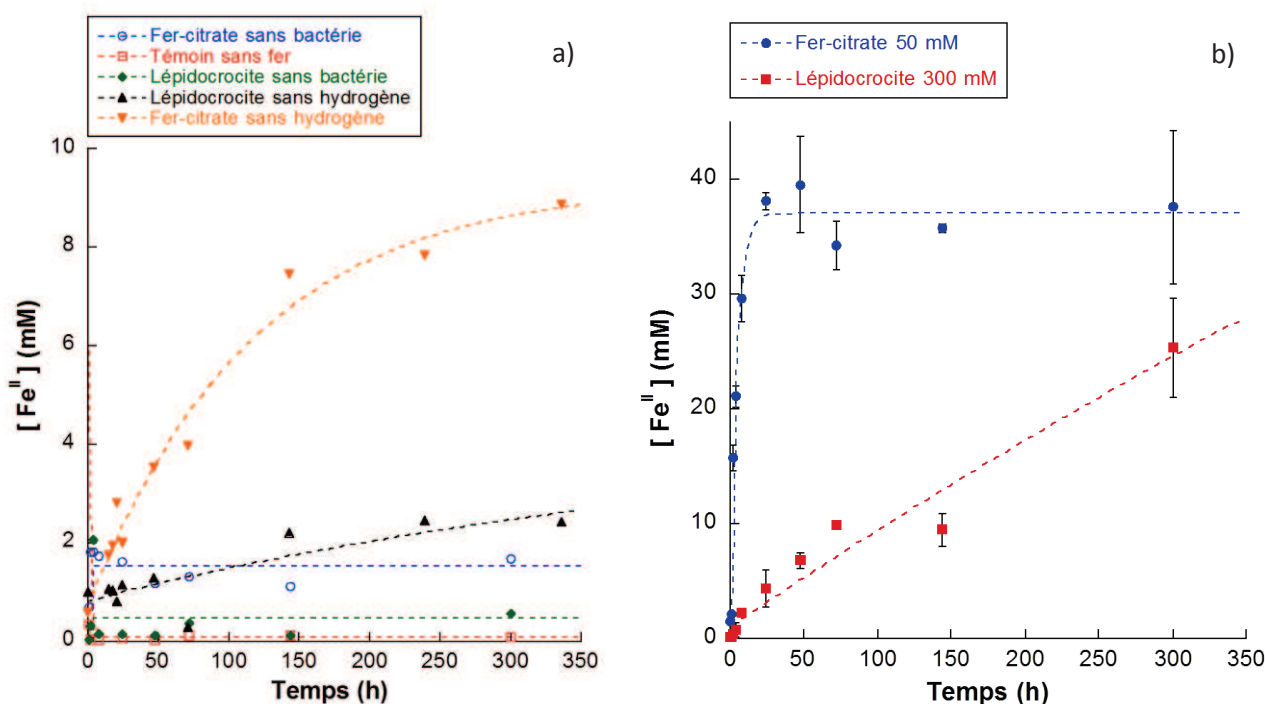 Fer-citrate sans bactérie
Témoin sans fer
Lépidocrocite sans bactérie
Lépidocrocite sans hydrogène
Fer-citrate sans hydrogène
a)
10
8
6
4
2
0
[ Fe^II ] (mM)
0 50 100 150 200 250 300 350
Temps (h)
Fer-citrate 50 mM
Lépidocrocite 300 mM
b)
40
30
20
10
0
[ Fe^II ] (mM)
0 50 100 150 200 250 300 350
Temps (h)